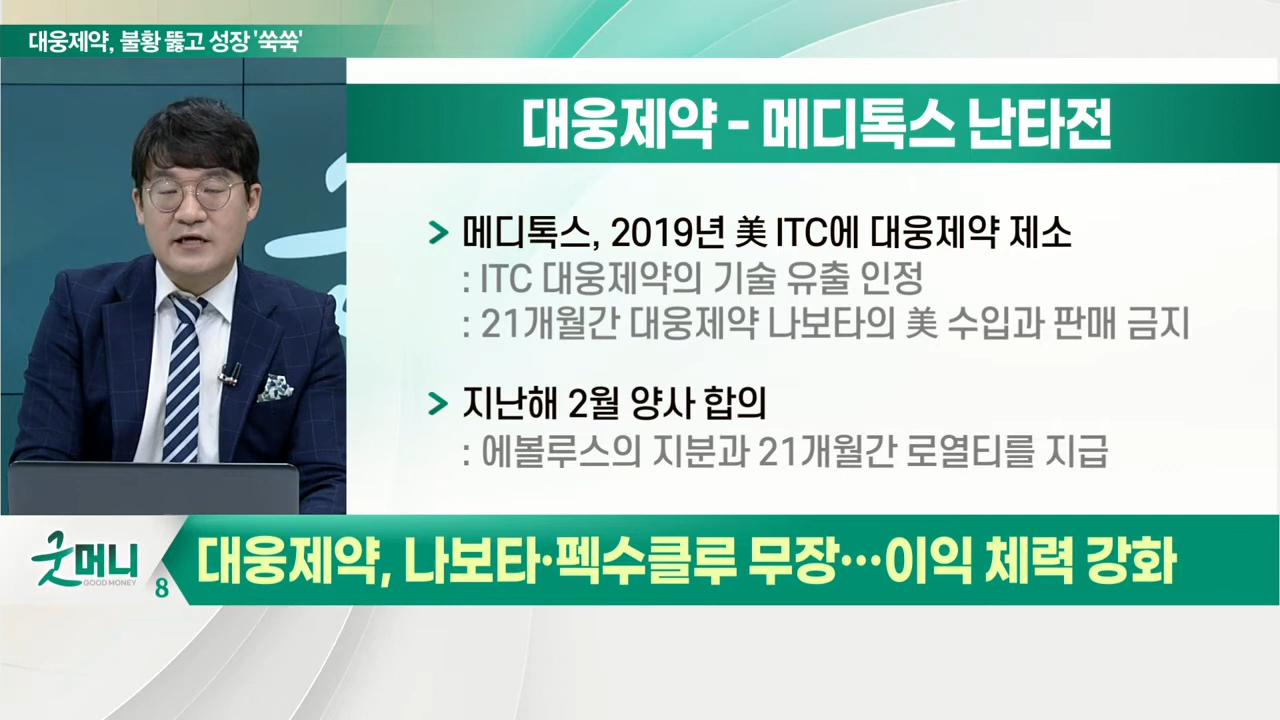 대웅제약, 불황 뚫고 성장 '쑥쑥'
대웅제약 - 메디톡스 난타전
메디톡스, 2019년 美 ITC에 대웅제약 제소
: ITC 대웅제약의 기술 유출 인정
: 21개월간 대웅제약 나보타의 美 수입과 판매 금지
지난해 2월 양사 합의
: 에볼루스의 지분과 21개월간 로열티를 지급
굿머니
GOOD MONEY
8
대웅제약, 나보타·펙수클루 무장…이익 체력 강화